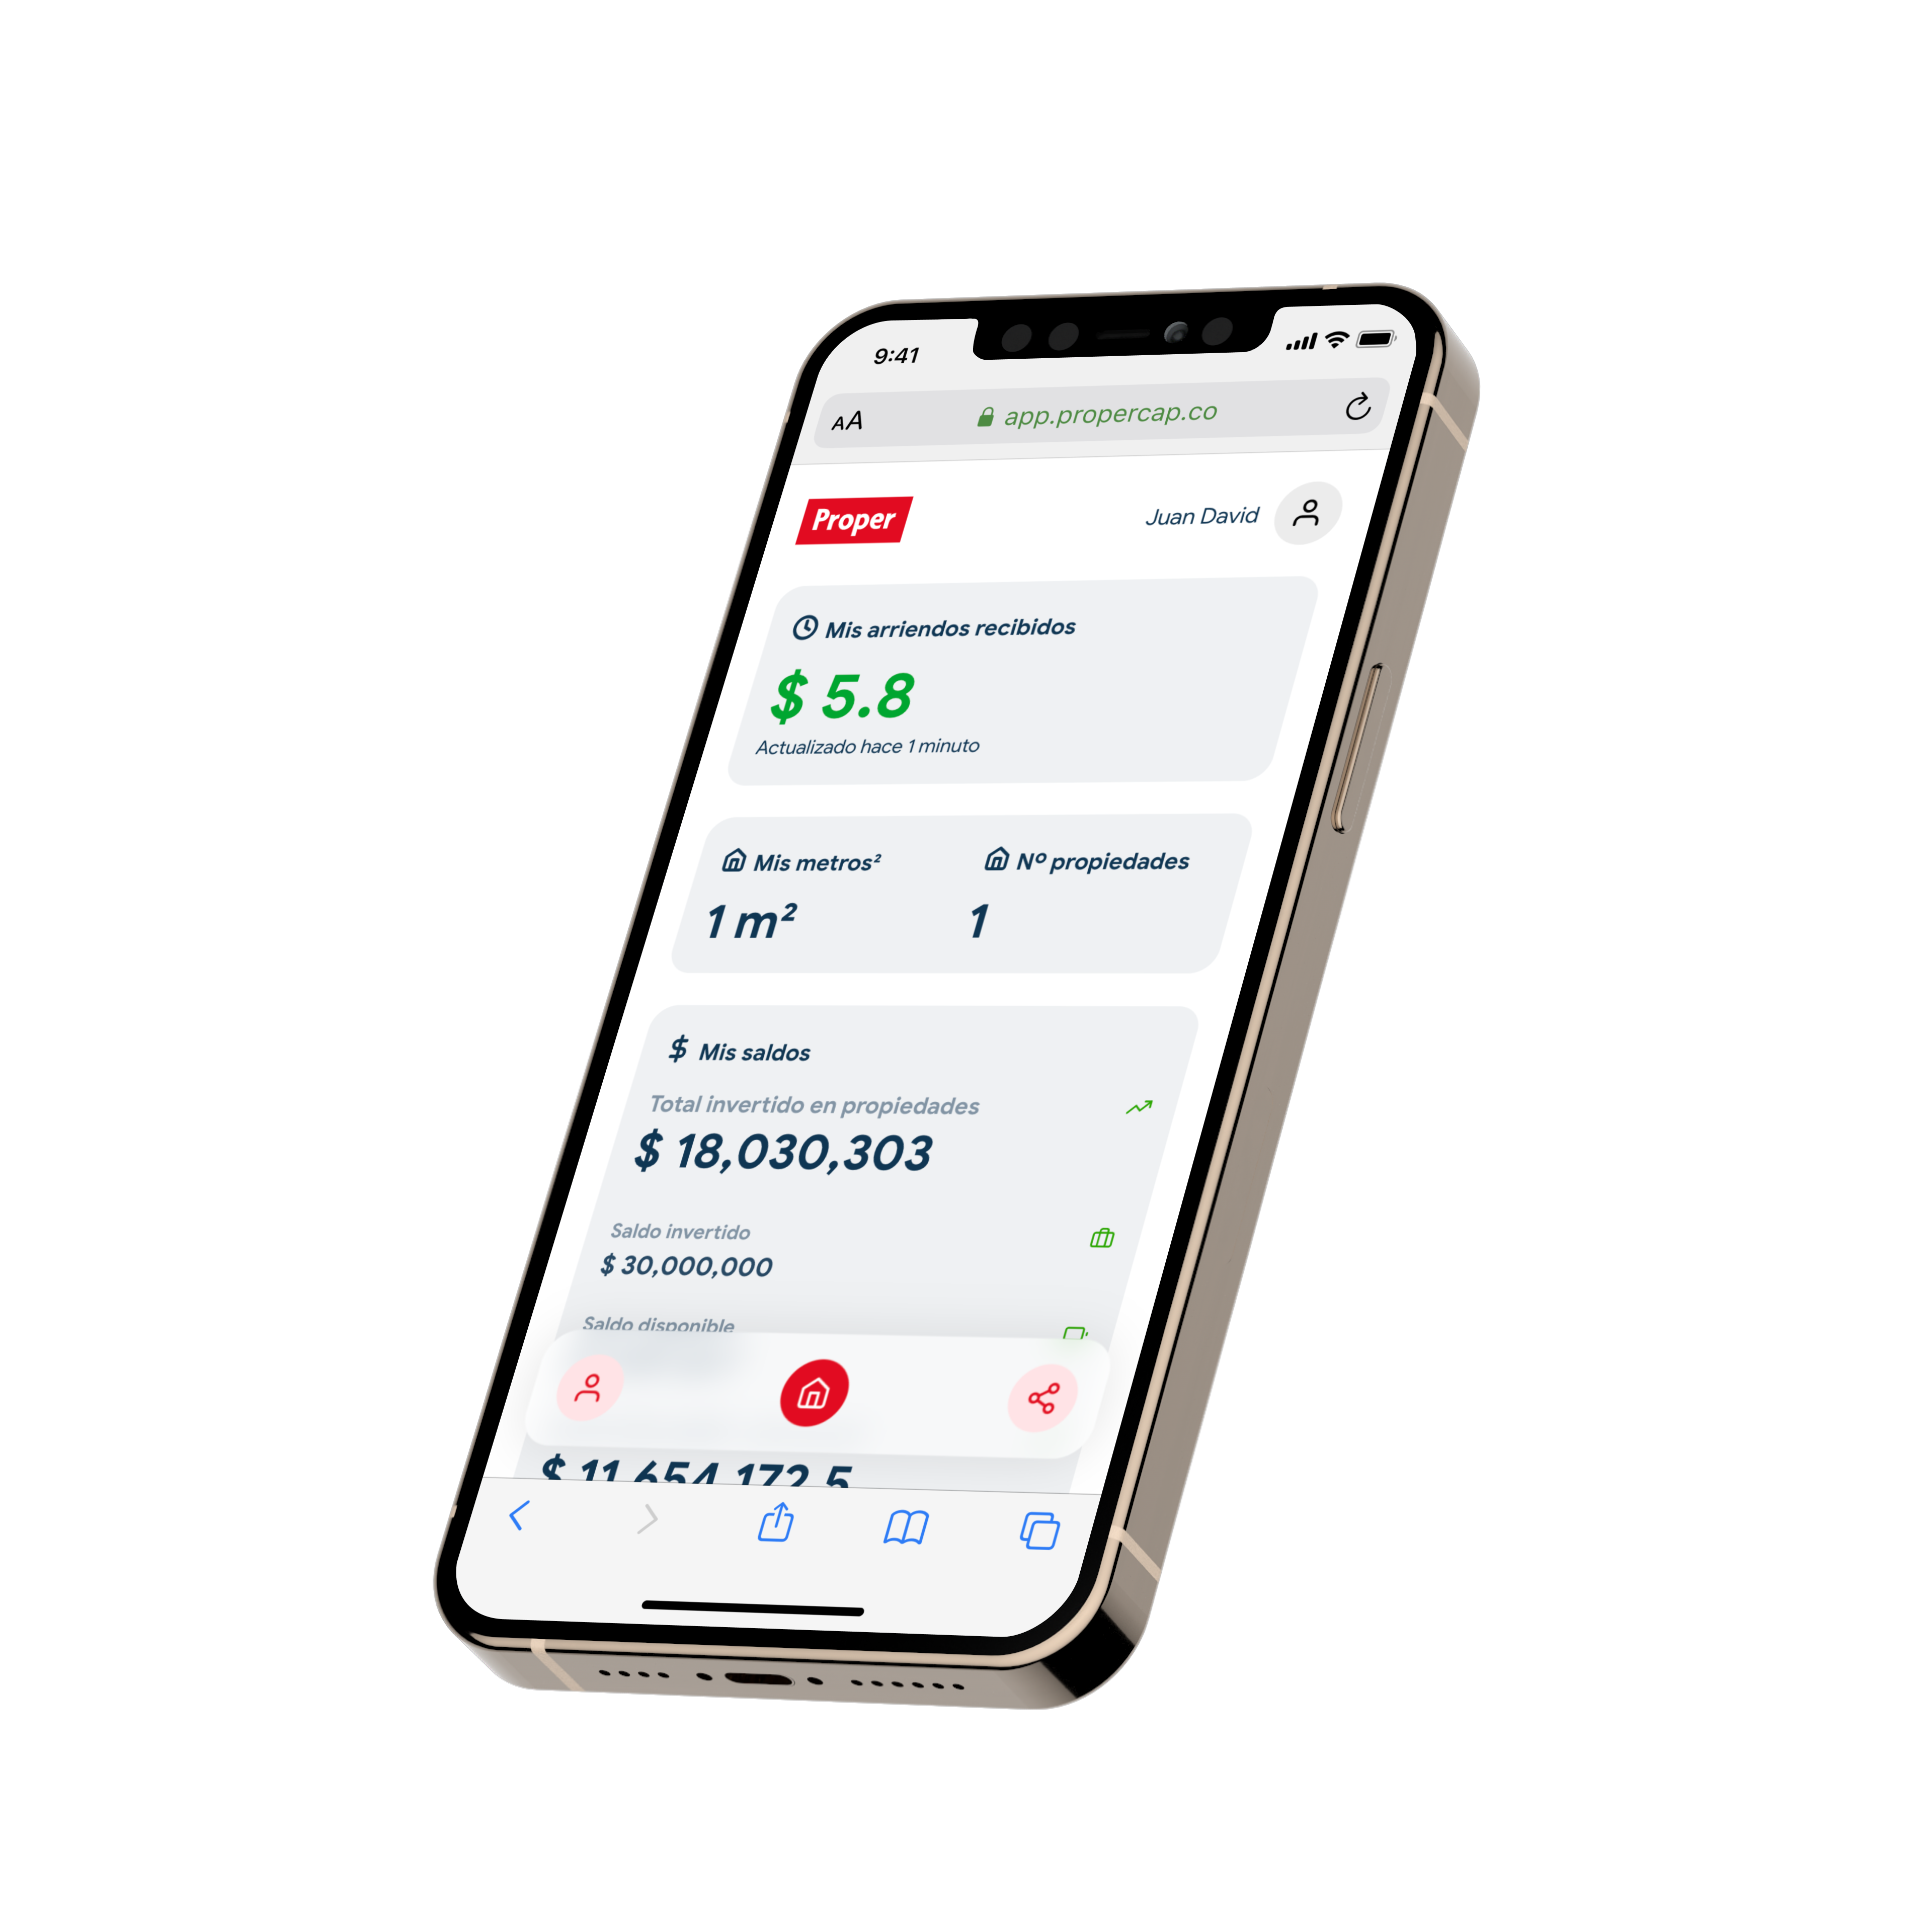 9:41
AA
app.propercap.co
Proper
Juan David
Mis arriendos recibidos
$ 5.8
Actualizado hace 1 minuto
Mis metros² Nº propiedades
1 m² 1
$ Mis saldos
Total invertido en propiedades
$ 18,030,303
Saldo invertido
$ 30,000,000
Saldo disponible
$ 11,654,172.5